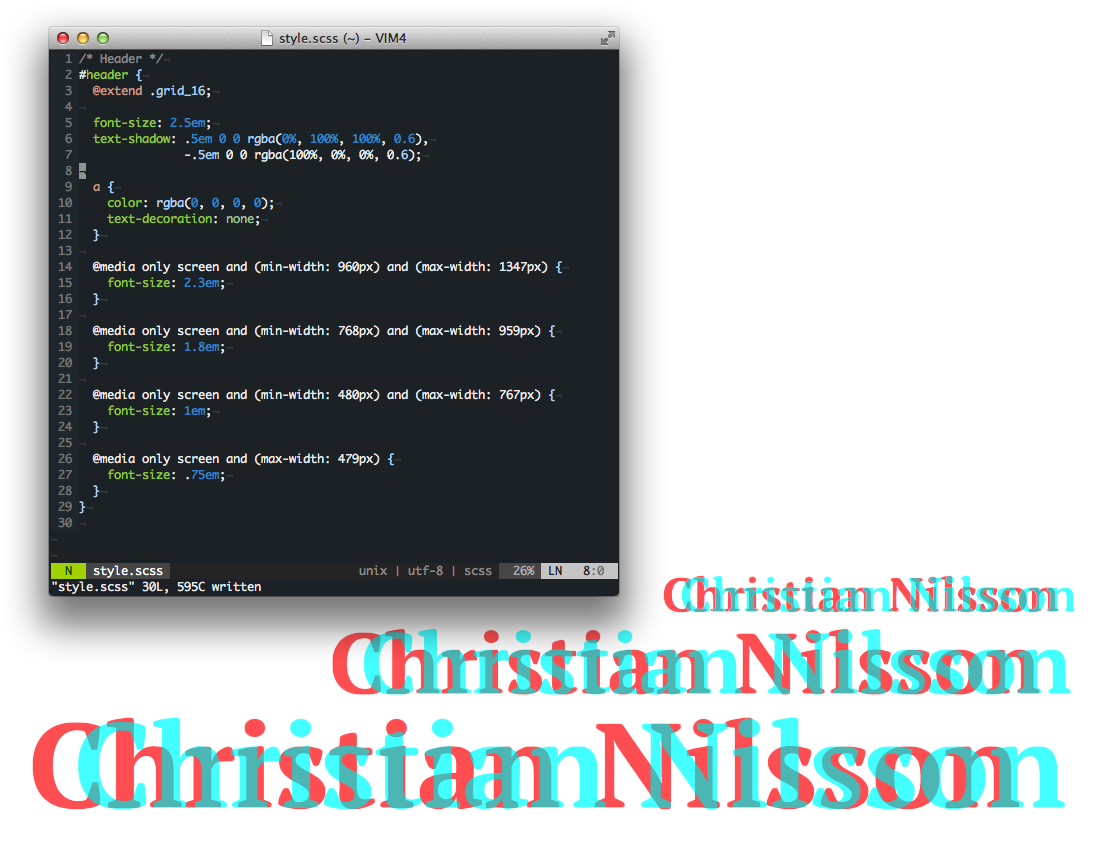 style.scss (~) – VIM4
1 /* Header */¬
2 #header {¬
3   @extend .grid_16;¬
4 ¬
5   font-size: 2.5em;¬
6   text-shadow: .5em 0 0 rgba(0%, 100%, 100%, 0.6),¬
7                -.5em 0 0 rgba(100%, 0%, 0%, 0.6);¬
8 ¬
9   a {¬
10     color: rgba(0, 0, 0, 0);¬
11     text-decoration: none;¬
12   }¬
13 ¬
14   @media only screen and (min-width: 960px) and (max-width: 1347px) {¬
15     font-size: 2.3em;¬
16   }¬
17 ¬
18   @media only screen and (min-width: 768px) and (max-width: 959px) {¬
19     font-size: 1.8em;¬
20   }¬
21 ¬
22   @media only screen and (min-width: 480px) and (max-width: 767px) {¬
23     font-size: 1em;¬
24   }¬
25 ¬
26   @media only screen and (max-width: 479px) {¬
27     font-size: .75em;¬
28   }¬
29 }¬
30 ¬
~
~
N style.scss unix | utf-8 | scss 26% LN 8:0
"style.scss" 30L, 595C written
Christian Nilsson
Christian Nilsson
Christian Nilsson